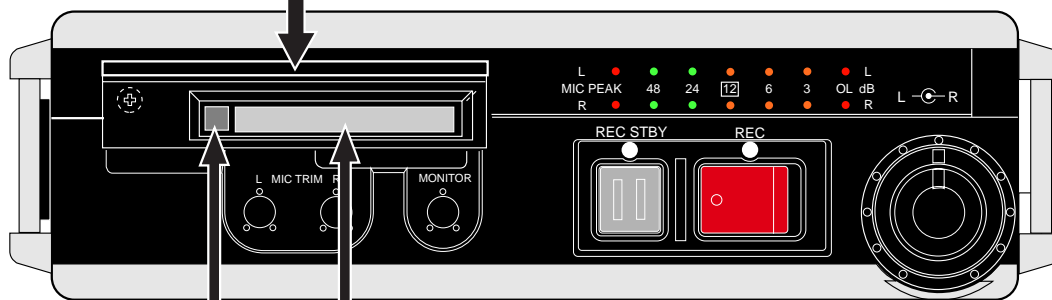 L L
MIC PEAK 48 24 12 6 3 OL dB
R R
L R
REC STBY REC
L MIC TRIM R MONITOR